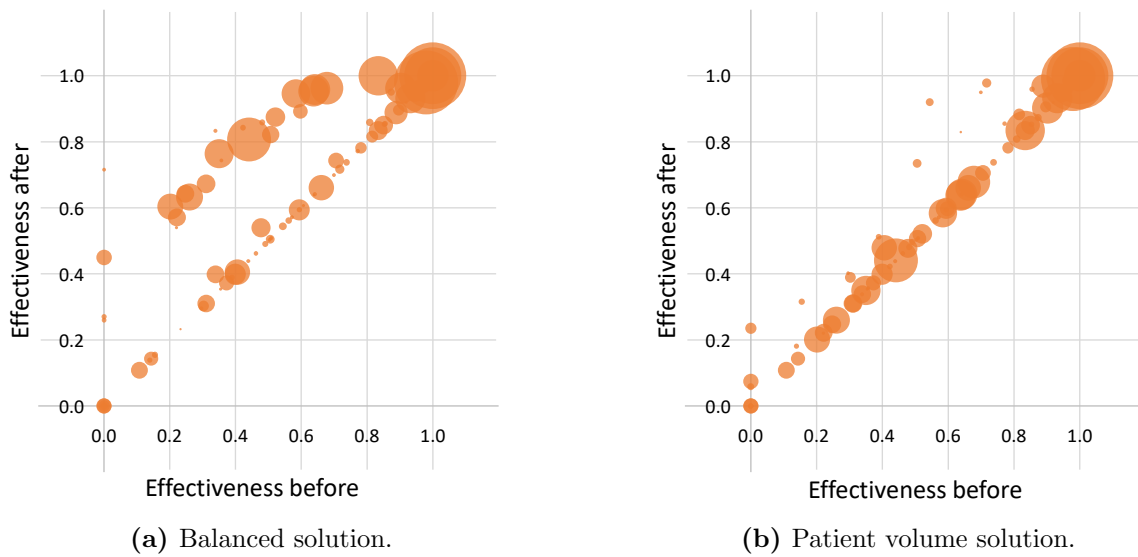 Effectiveness after
1.0
0.8
0.6
0.4
0.2
0.0
0.0 0.2 0.4 0.6 0.8 1.0
Effectiveness before
(a) Balanced solution.
Effectiveness after
1.0
0.8
0.6
0.4
0.2
0.0
0.0 0.2 0.4 0.6 0.8 1.0
Effectiveness before
(b) Patient volume solution.